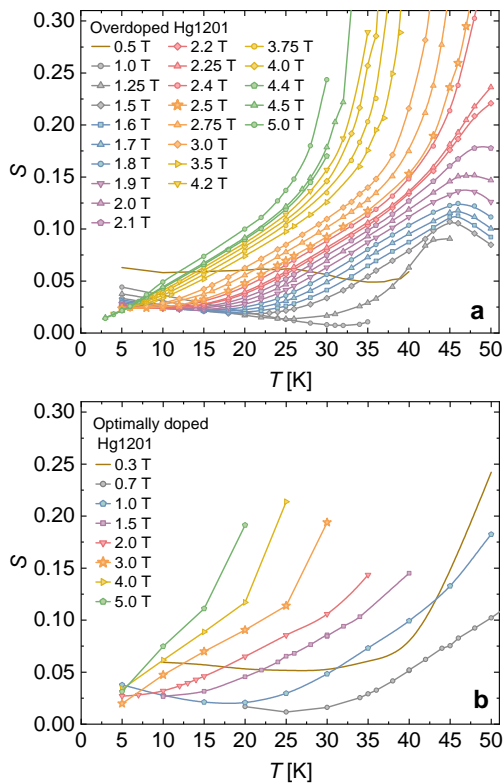 0.30
0.25
0.20
0.15
0.10
0.05
0.00
S
Overdoped Hg1201
0.5 T
1.0 T
1.25 T
1.5 T
1.6 T
1.7 T
1.8 T
1.9 T
2.0 T
2.1 T
2.2 T
2.25 T
2.4 T
2.5 T
2.75 T
3.0 T
3.5 T
4.2 T
3.75 T
4.0 T
4.4 T
4.5 T
5.0 T
a
0 5 10 15 20 25 30 35 40 45 50
T [K]
0.30
0.25
0.20
0.15
0.10
0.05
0.00
S
Optimally doped
Hg1201
0.3 T
0.7 T
1.0 T
1.5 T
2.0 T
3.0 T
4.0 T
5.0 T
b
0 5 10 15 20 25 30 35 40 45 50
T [K]